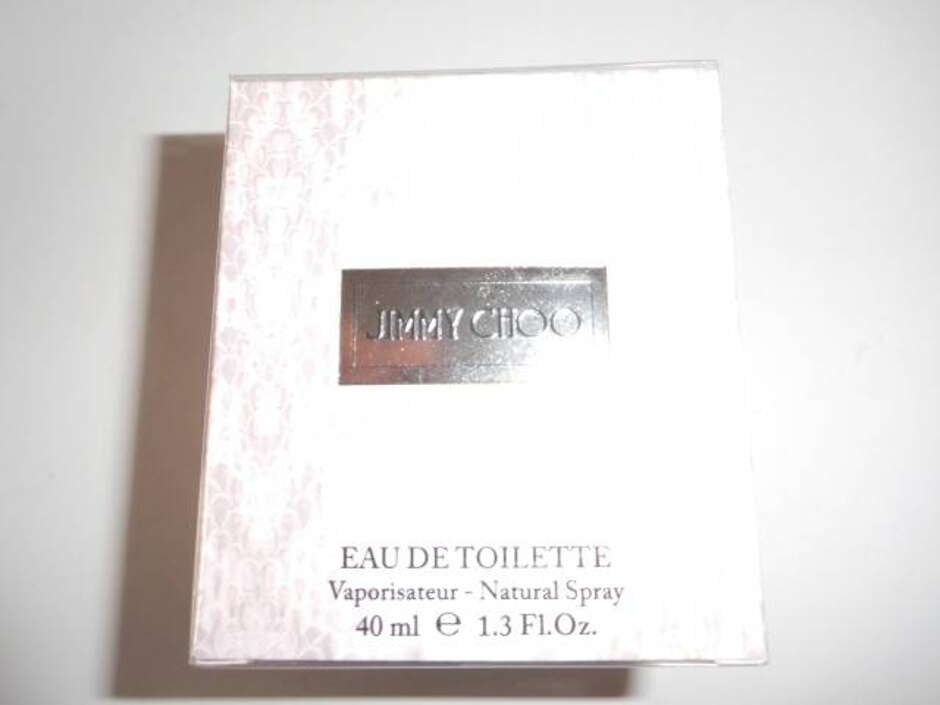 JIMMY CHOO
EAU DE TOILETTE
Vaporisateur - Natural Spray
40 ml ℮ 1.3 Fl.Oz.